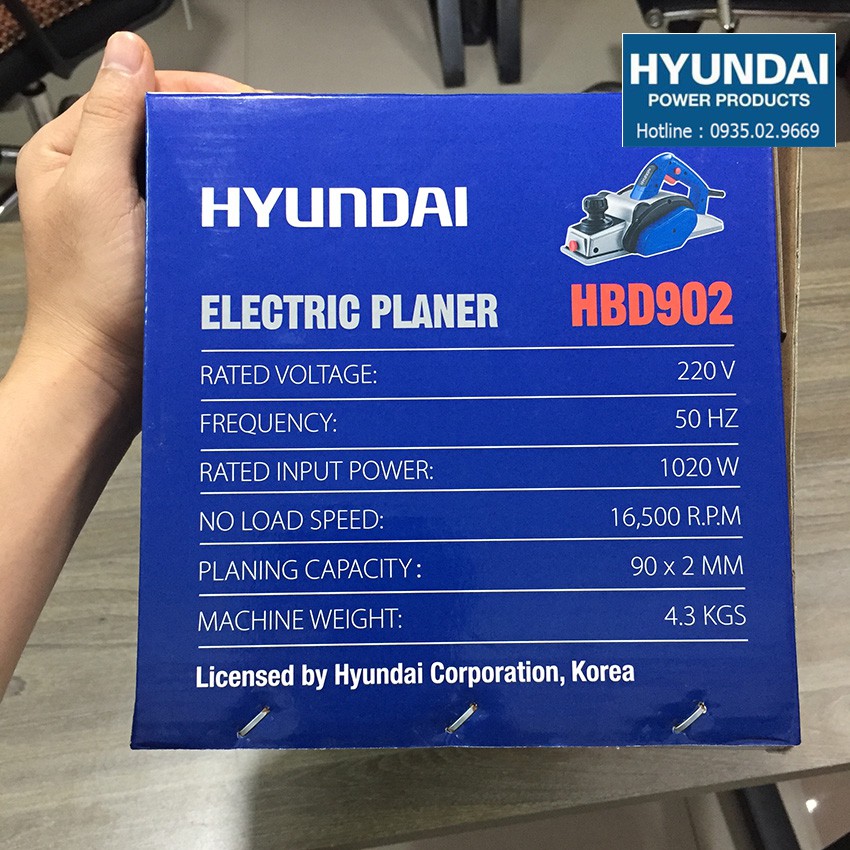 HYUNDAI
POWER PRODUCTS
Hotline : 0935.02.9669
HYUNDAI
ELECTRIC PLANER HBD902
RATED VOLTAGE: 220 V
FREQUENCY: 50 HZ
RATED INPUT POWER: 1020 W
NO LOAD SPEED: 16,500 R.P.M
PLANING CAPACITY: 90 x 2 MM
MACHINE WEIGHT: 4.3 KGS
Licensed by Hyundai Corporation, Korea